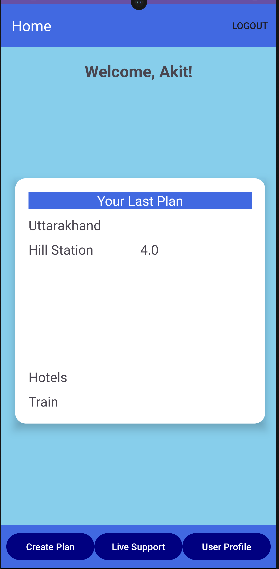 Home LOGOUT
Welcome, Akit!
Your Last Plan
Uttarakhand
Hill Station 4.0
Hotels
Train
Create Plan Live Support User Profile